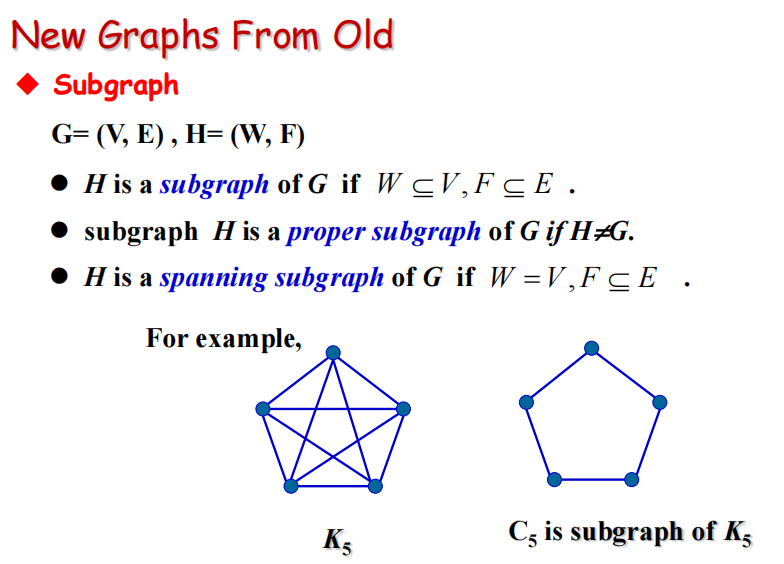 New Graphs From Old
◆ Subgraph
G= (V, E) , H= (W, F)
● H is a subgraph of G if W ⊆ V, F ⊆ E .
● subgraph H is a proper subgraph of G if H≠G.
● H is a spanning subgraph of G if W = V, F ⊆ E .
For example,
K₅
C₅ is subgraph of K₅